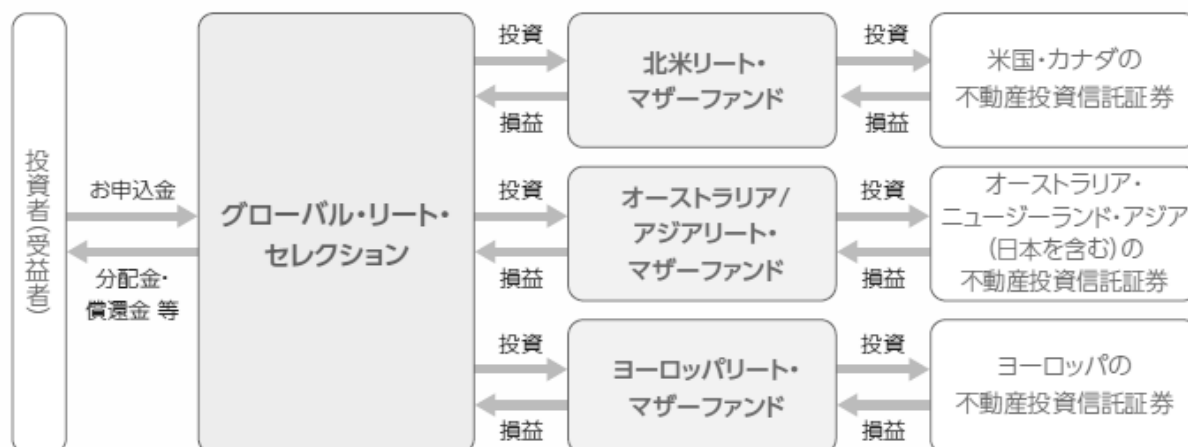 投資者(受益者)
お申込金
分配金・
償還金 等
グローバル・リート・
セレクション
投資
損益
北米リート・
マザーファンド
投資
損益
米国・カナダの
不動産投資信託証券
投資
損益
オーストラリア/
アジアリート・
マザーファンド
投資
損益
オーストラリア・
ニュージーランド・アジア
(日本を含む)の
不動産投資信託証券
投資
損益
ヨーロッパリート・
マザーファンド
投資
損益
ヨーロッパの
不動産投資信託証券